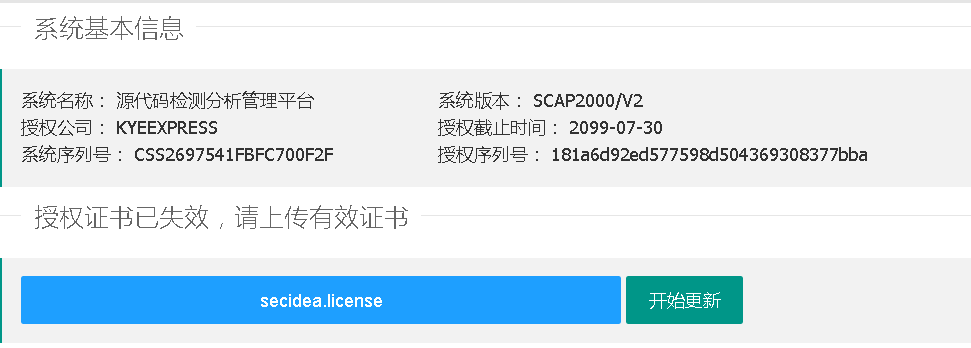 系统基本信息
系统名称： 源代码检测分析管理平台 系统版本： SCAP2000/V2
授权公司： KYEEXPRESS 授权截止时间： 2099-07-30
系统序列号： CSS2697541FBFC700F2F 授权序列号： 181a6d92ed577598d504369308377bba
授权证书已失效，请上传有效证书
secidea.license 开始更新